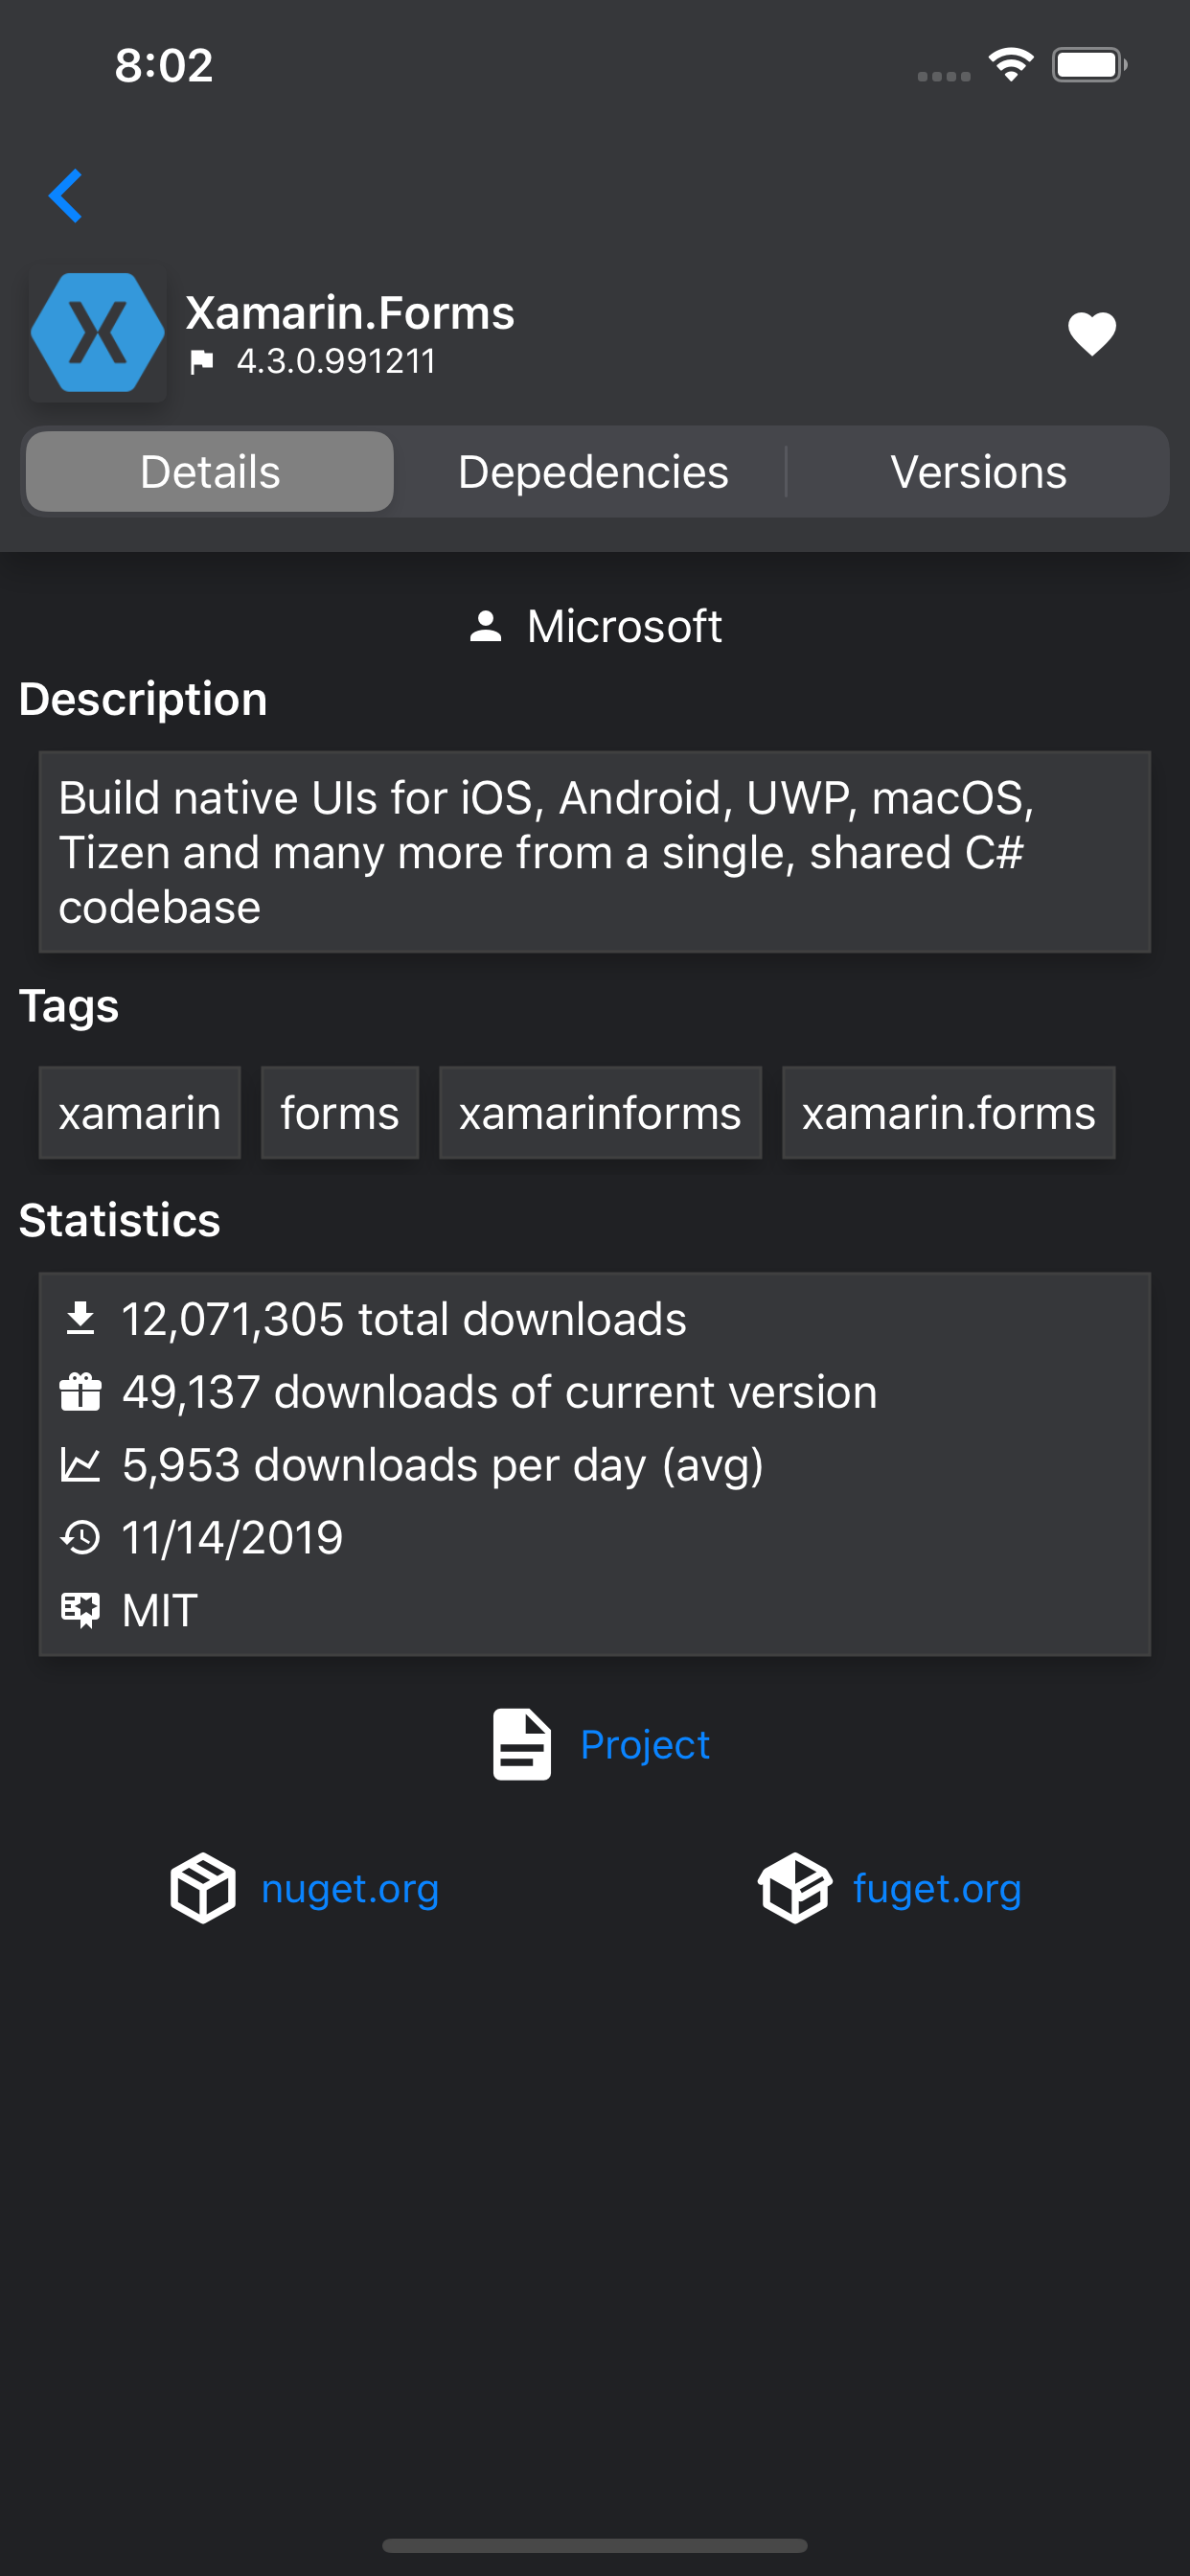 8:02
Xamarin.Forms
4.3.0.991211
Details Depedencies Versions
Microsoft
Description
Build native UIs for iOS, Android, UWP, macOS,
Tizen and many more from a single, shared C#
codebase
Tags
xamarin forms xamarinforms xamarin.forms
Statistics
12,071,305 total downloads
49,137 downloads of current version
5,953 downloads per day (avg)
11/14/2019
MIT
Project
nuget.org fuget.org